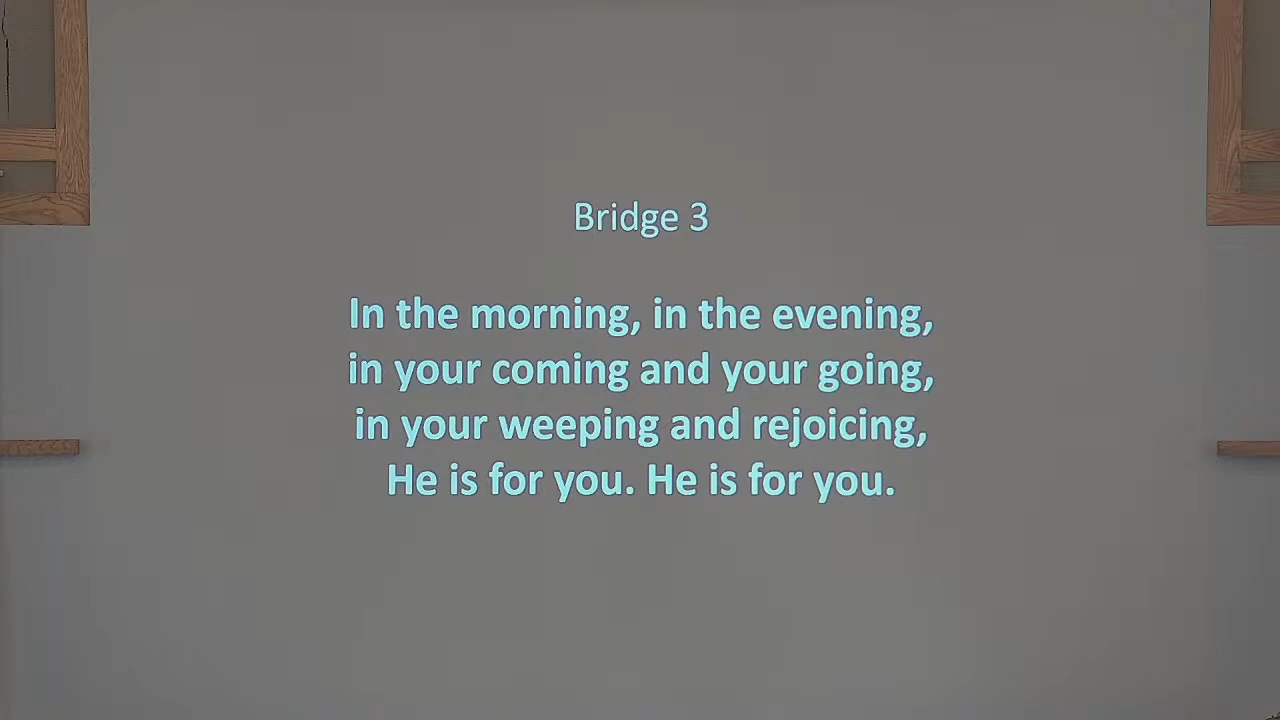 Bridge 3
In the morning, in the evening,
in your coming and your going,
in your weeping and rejoicing,
He is for you. He is for you.